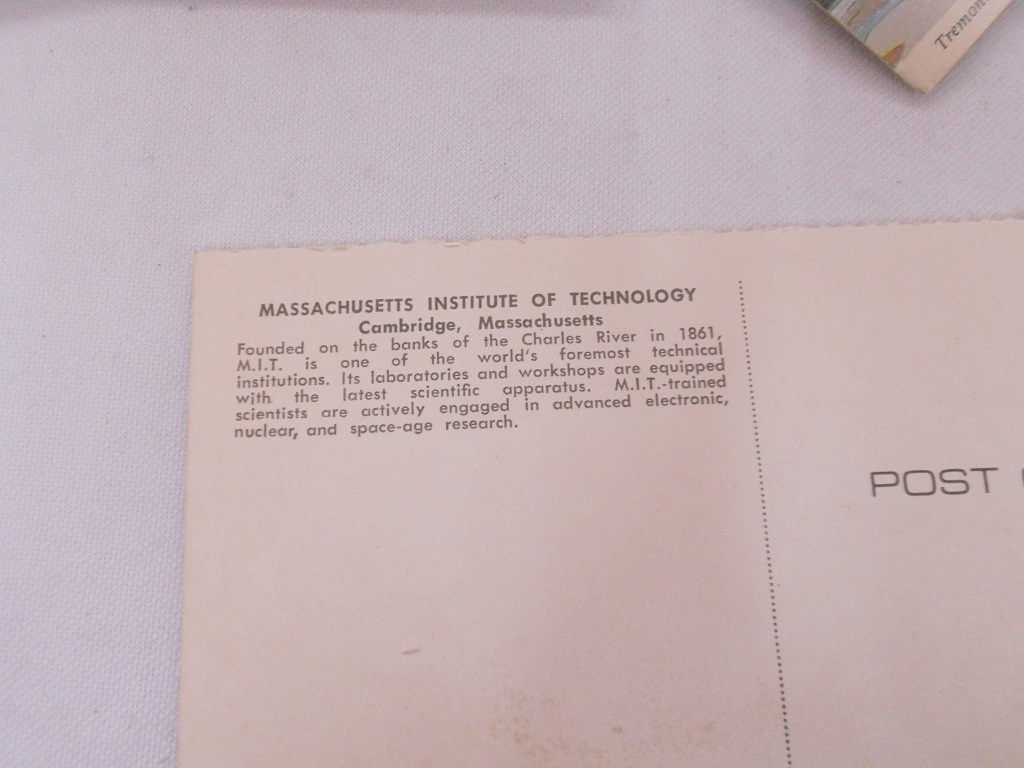 Tremon
MASSACHUSETTS INSTITUTE OF TECHNOLOGY
Cambridge, Massachusetts
Founded on the banks of the Charles River in 1861,
M.I.T. is one of the world's foremost technical
institutions. Its laboratories and workshops are equipped
with the latest scientific apparatus. M.I.T.-trained
scientists are actively engaged in advanced electronic,
nuclear, and space-age research.
POST